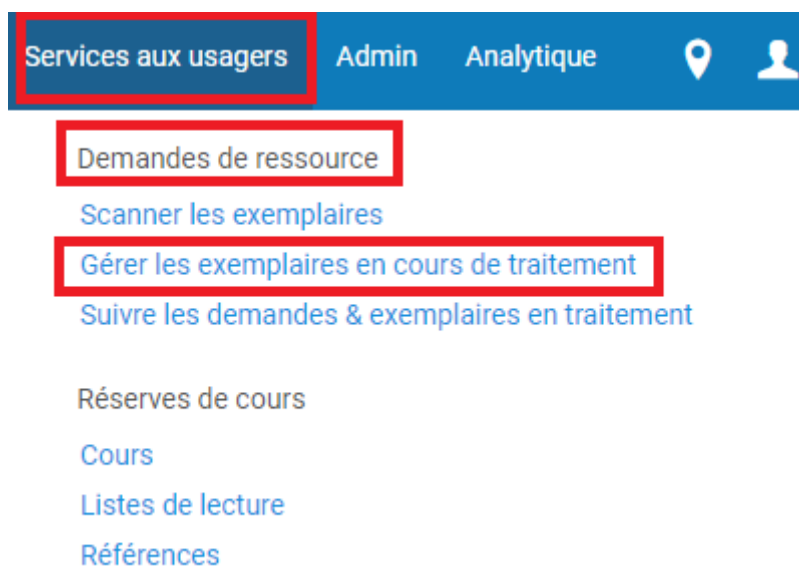 Services aux usagers Admin Analytique
Demandes de ressource
Scanner les exemplaires
Gérer les exemplaires en cours de traitement
Suivre les demandes & exemplaires en traitement
Réserves de cours
Cours
Listes de lecture
Références